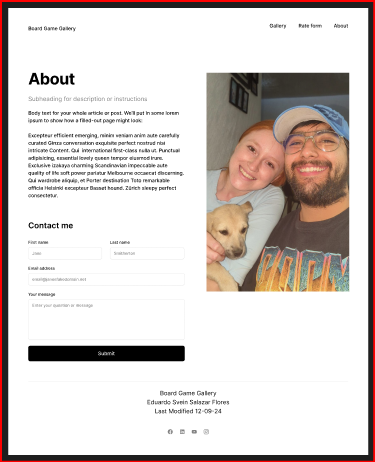 Board Game Gallery
Gallery
Rate form
About
About
Subheading for description or instructions
Body text for your whole article or post. We'll put in some lorem
ipsum to show how a filled-out page might look:
Excepteur efficient emerging, minim veniam anim aute carefully
curated Ginza conversation exquisite perfect nostrud nisi
intricate Content. Qui international first-class nulla ut. Punctual
adipisicing, essential lovely queen tempor eiusmod irure.
Exclusive izakaya charming Scandinavian impeccable aute
quality of life soft power pariatur Melbourne occaecat discerning.
Qui wardrobe aliquip, et Porter destination Toto remarkable
officia Helsinki excepteur Basset hound. Zürich sleepy perfect
consectetur.
Contact me
First name
Last name
Jane
Smitherton
Email address
email@janesfakedomain.net
Your message
Enter your question or message
Submit
Board Game Gallery
Eduardo Svein Salazar Flores
Last Modified 12-09-24